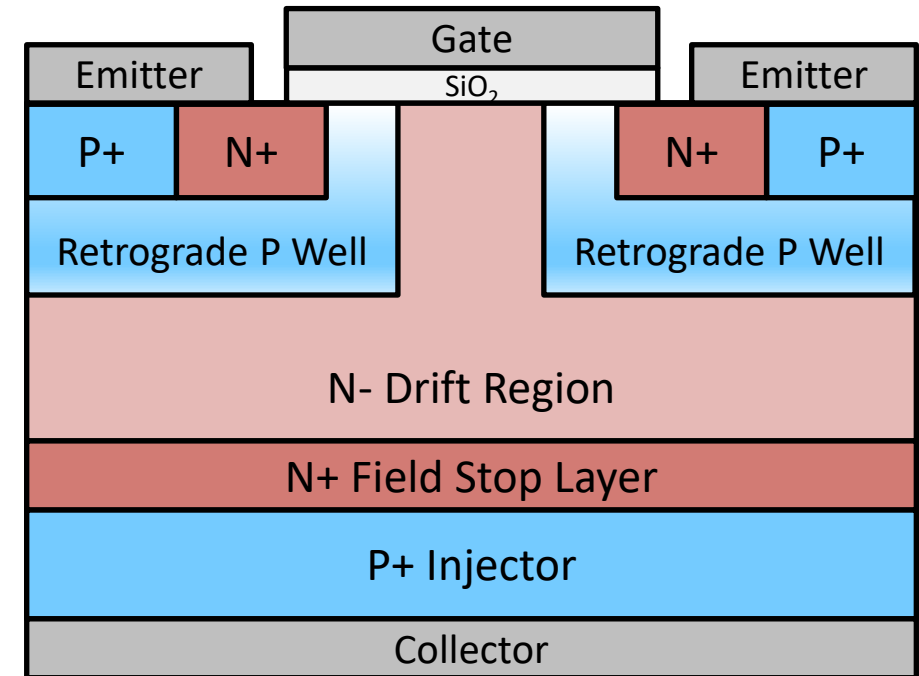 Gate
Emitter
SiO₂
Emitter
P+
N+
N+
P+
Retrograde P Well
Retrograde P Well
N- Drift Region
N+ Field Stop Layer
P+ Injector
Collector